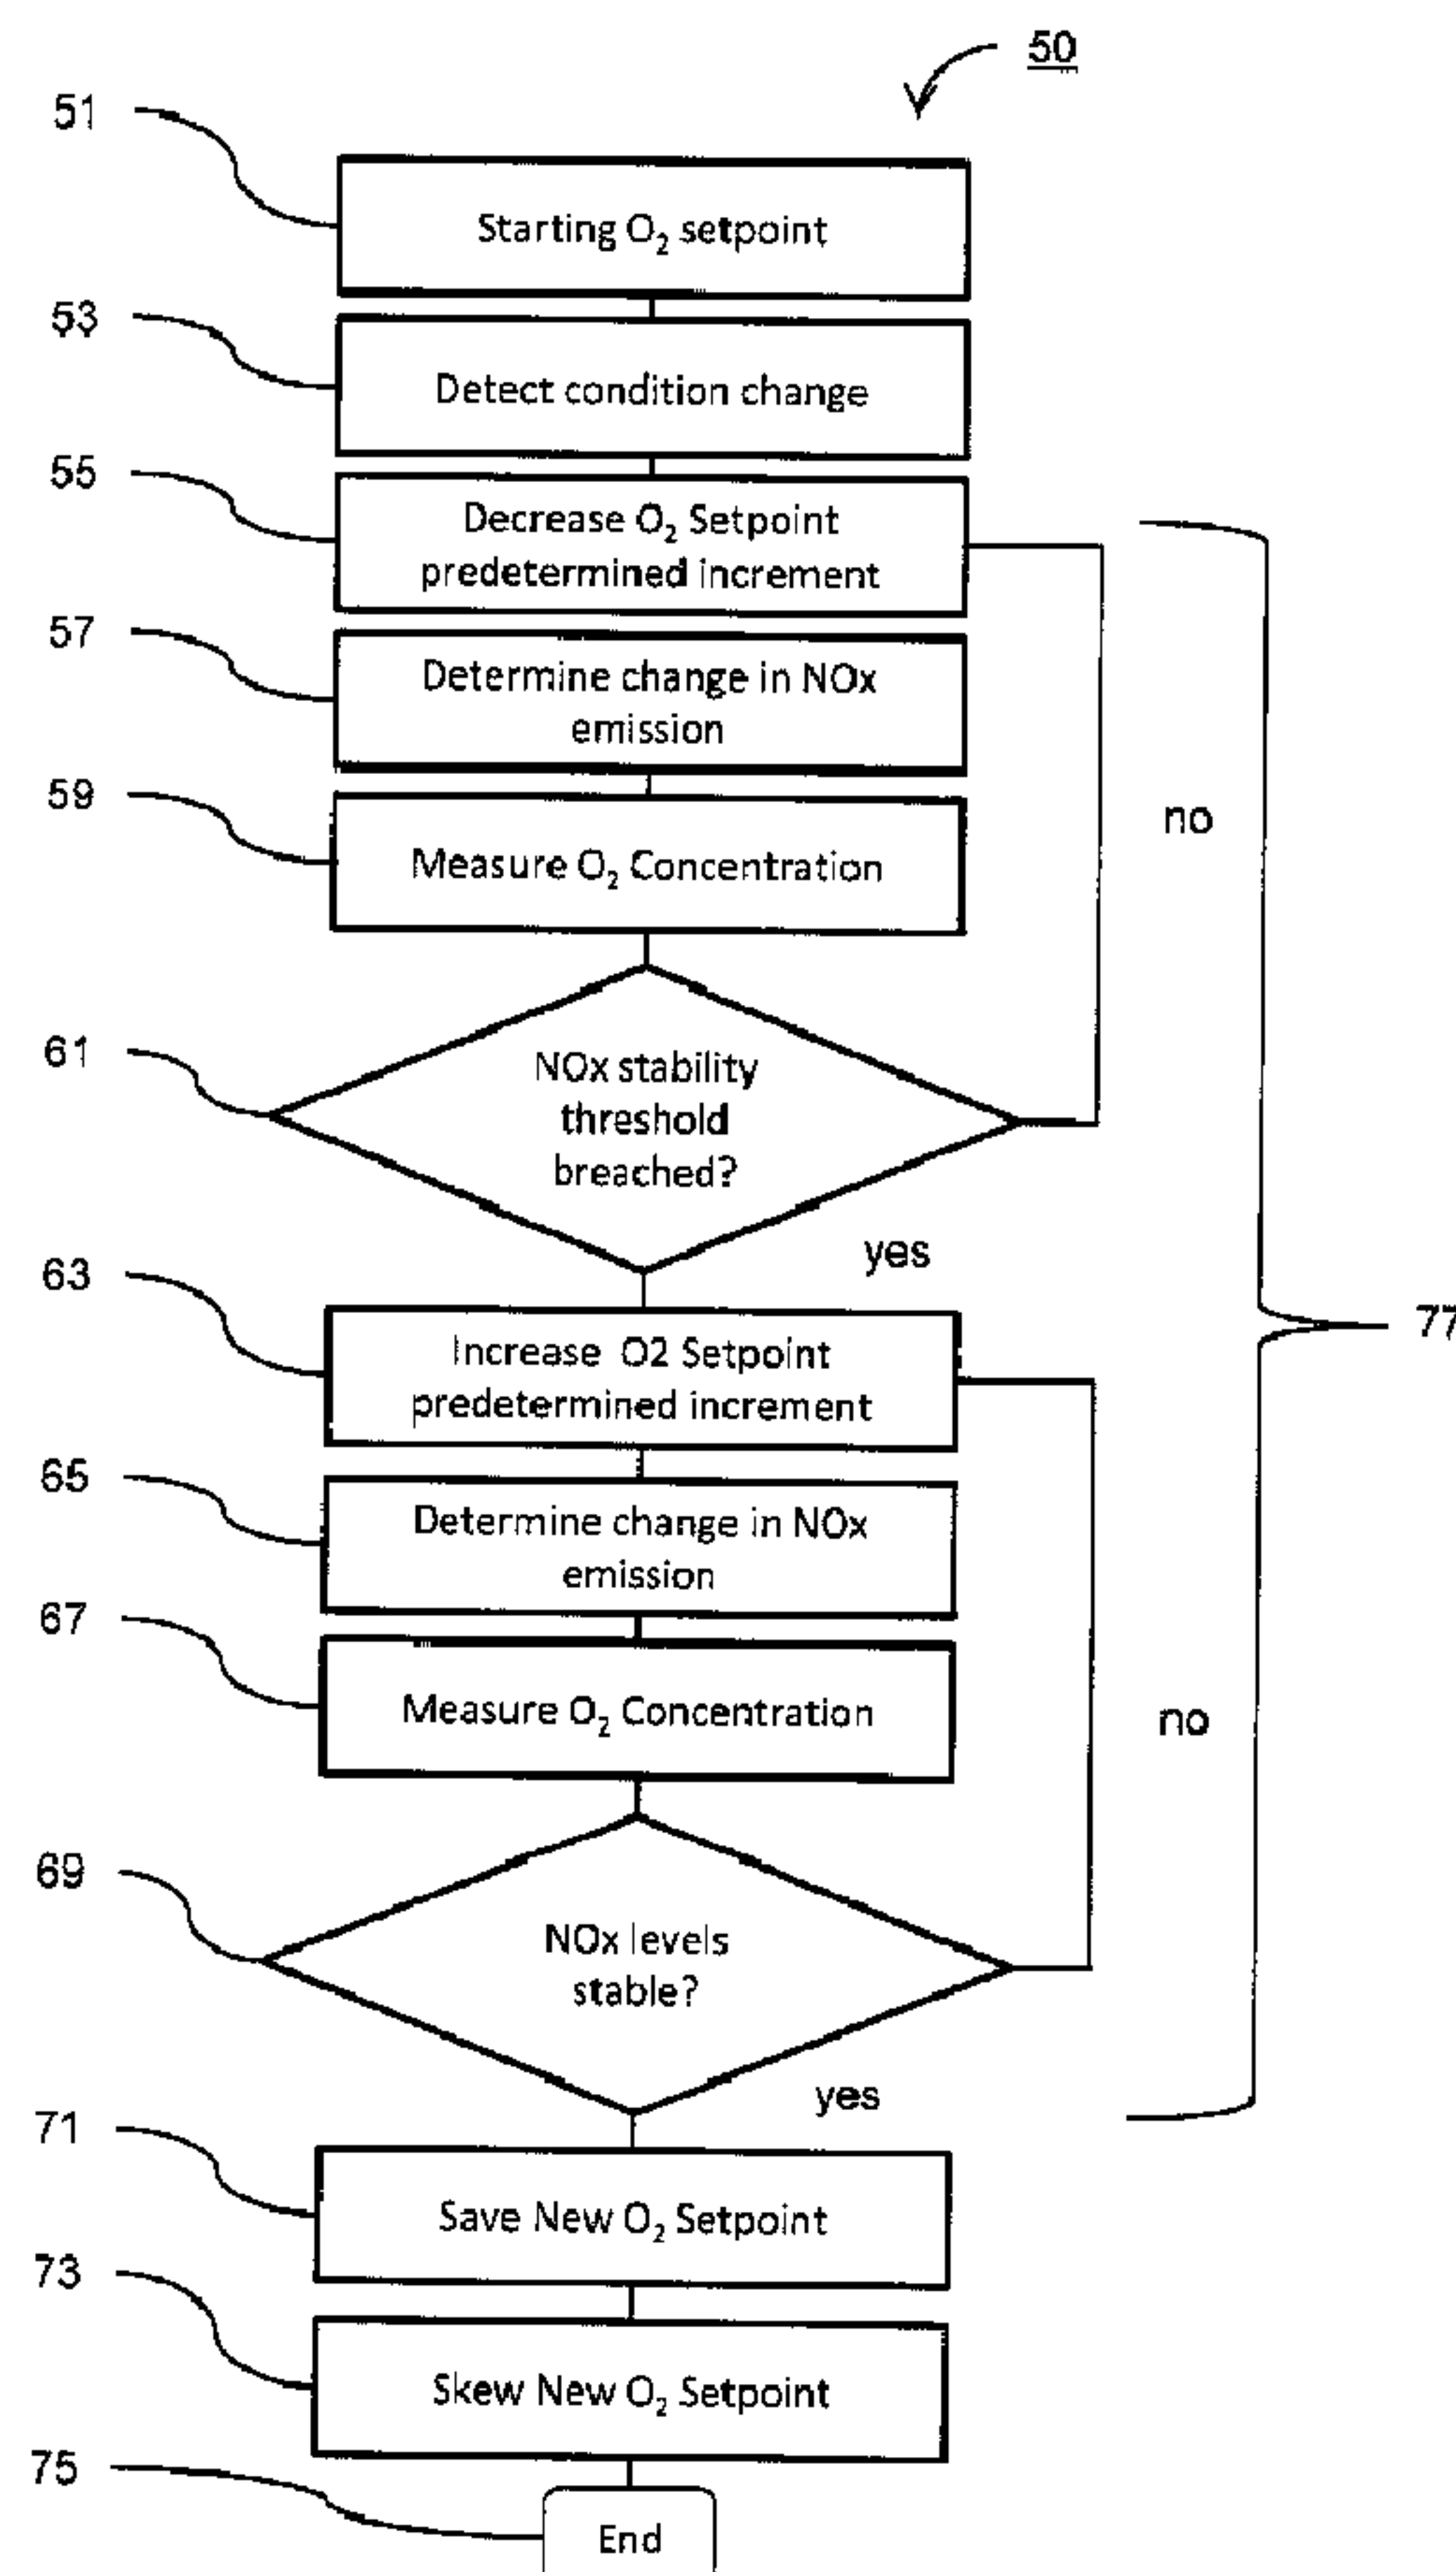 50
51
Starting O₂ setpoint
53
Detect condition change
55
Decrease O₂ Setpoint
predetermined increment
57
Determine change in NOx
emission
59
Measure O₂ Concentration
no
61
NOx stability
threshold
breached?
yes
63
Increase O2 Setpoint
predetermined increment
77
65
Determine change in NOx
emission
67
Measure O₂ Concentration
no
69
NOx levels
stable?
yes
71
Save New O₂ Setpoint
73
Skew New O₂ Setpoint
75
End